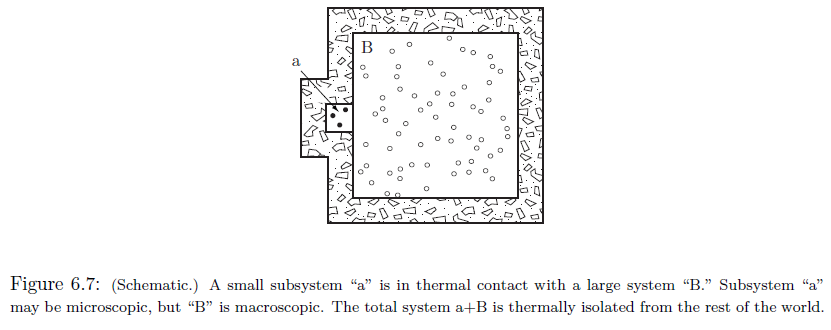 B
a
Figure 6.7: (Schematic.) A small subsystem “a” is in thermal contact with a large system “B.” Subsystem “a”
may be microscopic, but “B” is macroscopic. The total system a+B is thermally isolated from the rest of the world.